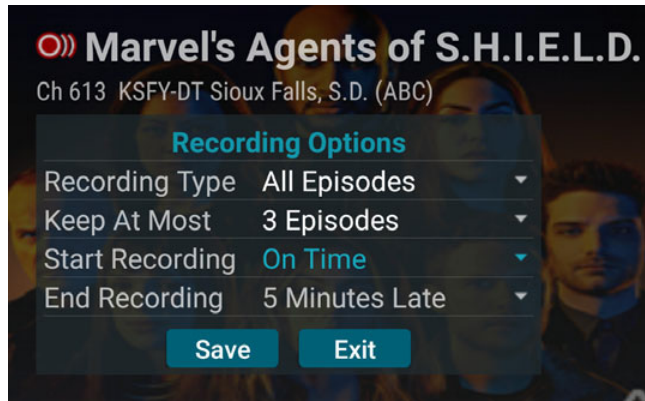 Marvel's Agents of S.H.I.E.L.D.
Ch 613 KSFY-DT Sioux Falls, S.D. (ABC)
Recording Options
Recording Type All Episodes
Keep At Most 3 Episodes
Start Recording On Time
End Recording 5 Minutes Late
Save Exit